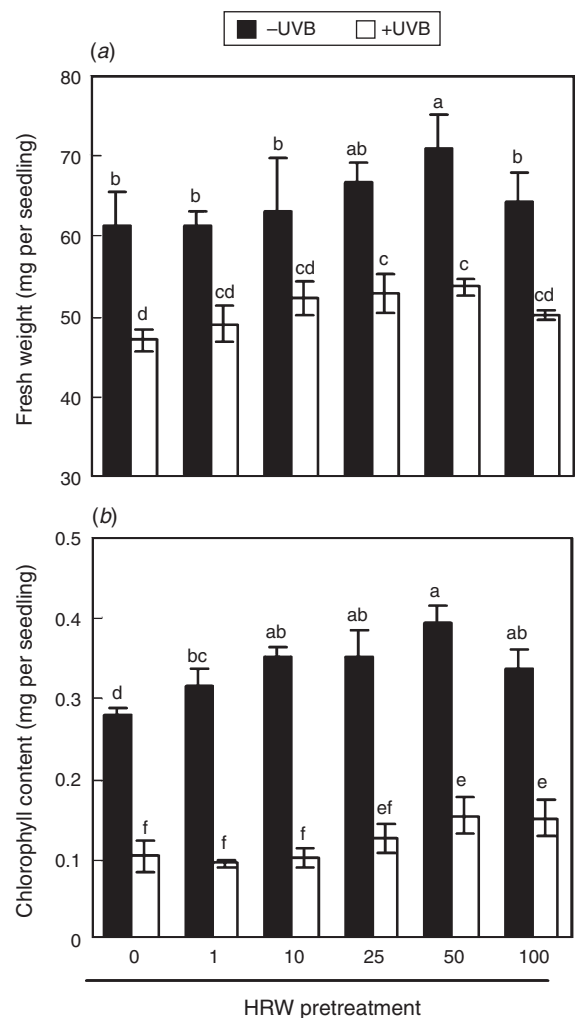 –UVB +UVB
(a)
80
70
60
50
40
30
Fresh weight (mg per seedling)
b b b ab a b
d cd cd c c cd
(b)
0.5
0.4
0.3
0.2
0.1
0
Chlorophyll content (mg per seedling)
d bc ab ab a ab
f f f ef e e
0 1 10 25 50 100
HRW pretreatment